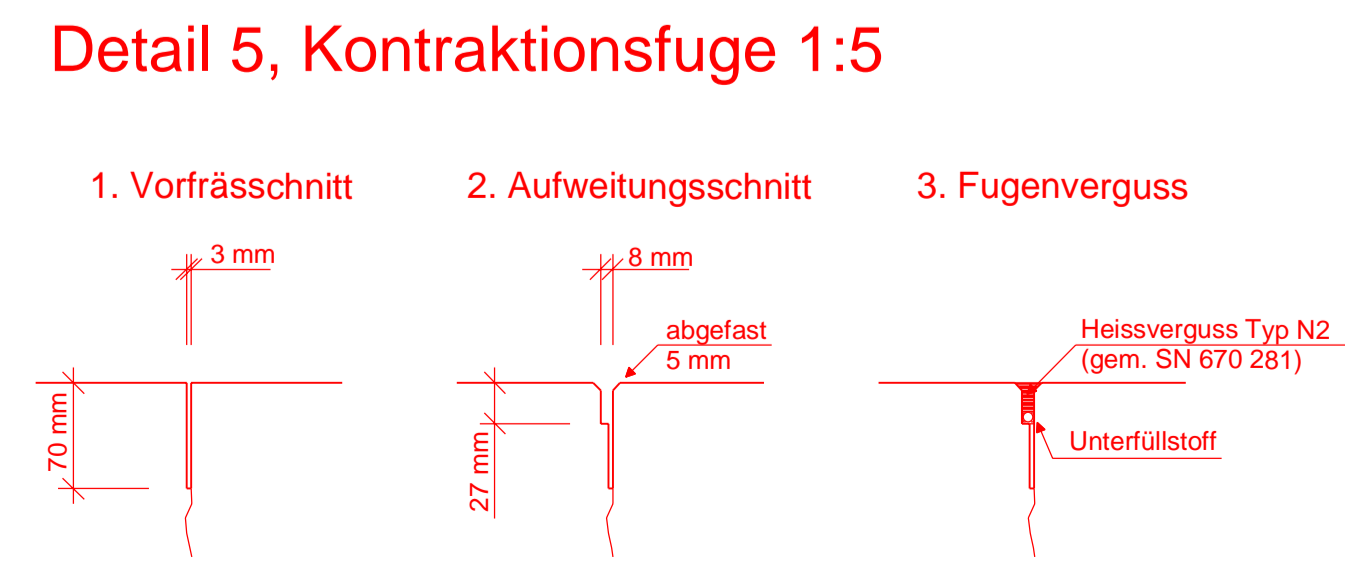 Detail 5, Kontraktionsfuge 1:5
1. Vorfrässchnitt
2. Aufweitungsschnitt
3. Fugenverguss
3 mm
8 mm
abgefast
5 mm
Heissverguss Typ N2
(gem. SN 670 281)
70 mm
27 mm
Unterfüllstoff